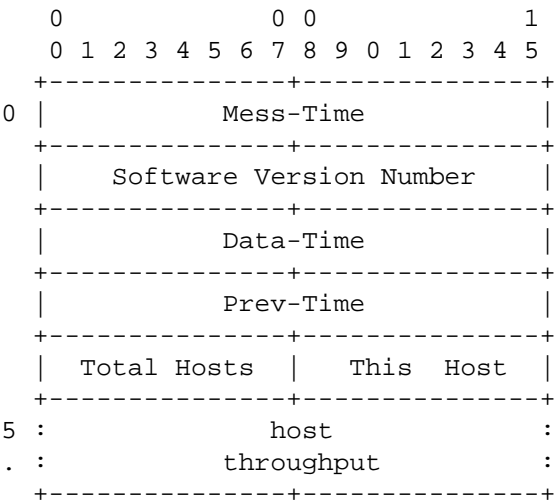 0             0 0             1
   0 1 2 3 4 5 6 7 8 9 0 1 2 3 4 5
  +---------------+---------------+
0 |           Mess-Time           |
  +---------------+---------------+
  |    Software Version Number    |
  +---------------+---------------+
  |           Data-Time           |
  +---------------+---------------+
  |           Prev-Time           |
  +---------------+---------------+
  |  Total Hosts  |   This  Host  |
  +---------------+---------------+
5 :              host             :
. :           throughput          :
  +---------------+---------------+